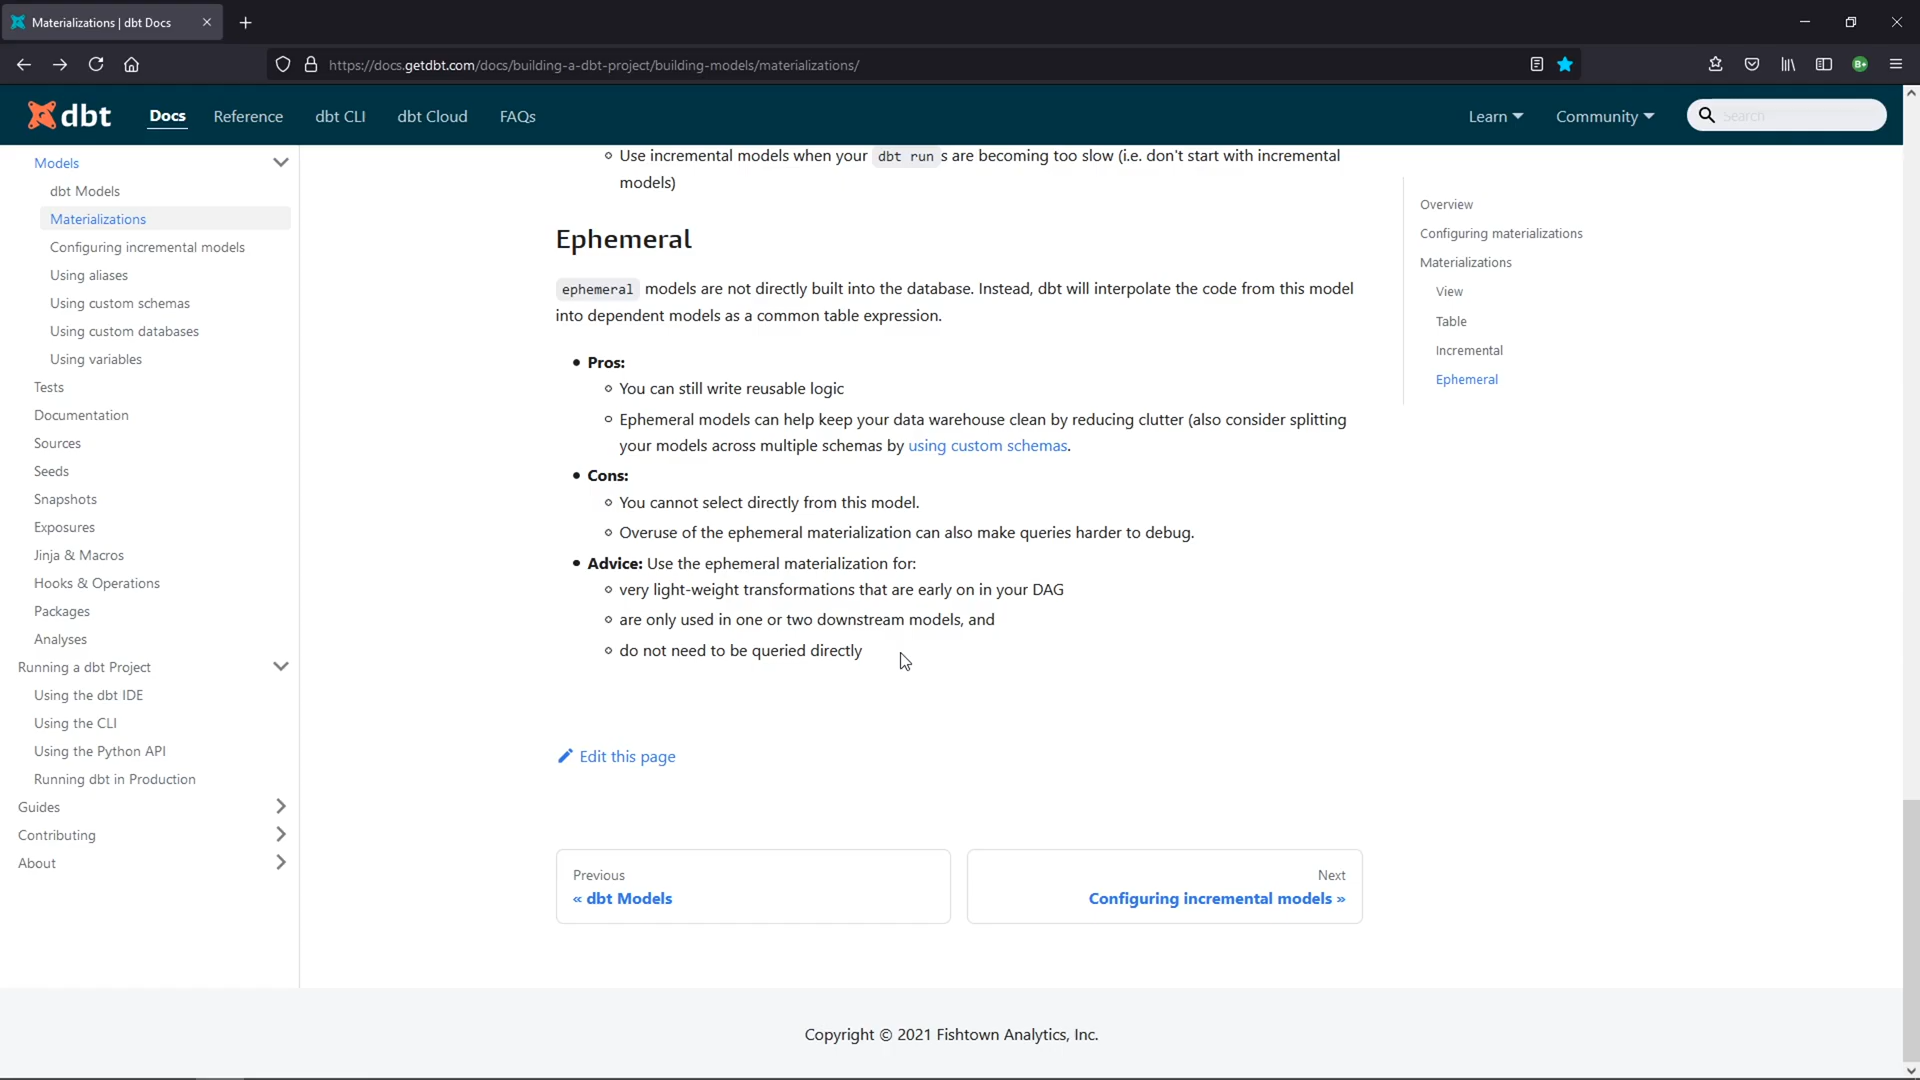 Materializations | dbt Docs
https://docs.getdbt.com/docs/building-a-dbt-project/building-models/materializations/
B+
dbt
Docs
Reference
dbt CLI
dbt Cloud
FAQs
Learn
Community
Search
Models
dbt Models
Materializations
Configuring incremental models
Using aliases
Using custom schemas
Using custom databases
Using variables
Tests
Documentation
Sources
Seeds
Snapshots
Exposures
Jinja & Macros
Hooks & Operations
Packages
Analyses
Running a dbt Project
Using the dbt IDE
Using the CLI
Using the Python API
Running dbt in Production
Guides
Contributing
About
Use incremental models when your dbt run s are becoming too slow (i.e. don't start with incremental
models)
Ephemeral
ephemeral models are not directly built into the database. Instead, dbt will interpolate the code from this model
into dependent models as a common table expression.
• Pros:
You can still write reusable logic
Ephemeral models can help keep your data warehouse clean by reducing clutter (also consider splitting
your models across multiple schemas by using custom schemas.
• Cons:
You cannot select directly from this model.
Overuse of the ephemeral materialization can also make queries harder to debug.
• Advice: Use the ephemeral materialization for:
very light-weight transformations that are early on in your DAG
are only used in one or two downstream models, and
do not need to be queried directly
Edit this page
Previous
« dbt Models
Next
Configuring incremental models »
Overview
Configuring materializations
Materializations
View
Table
Incremental
Ephemeral
Copyright © 2021 Fishtown Analytics, Inc.